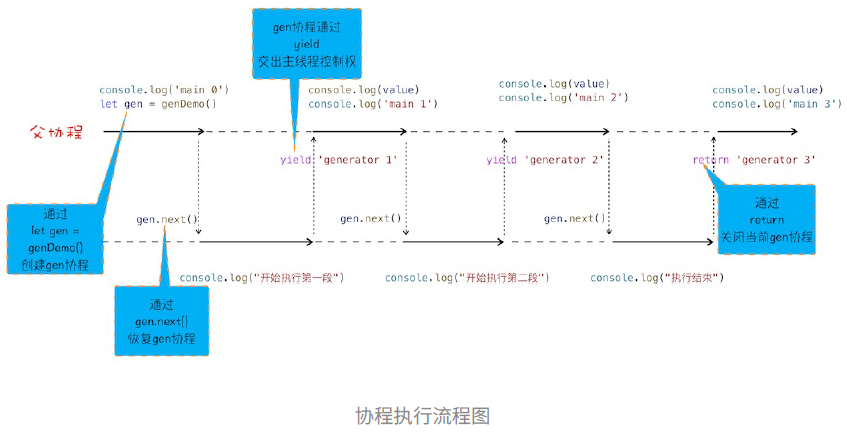 gen协程通过
yield
交出主线程控制权
console.log('main 0')
let gen = genDemo()
console.log(value)
console.log('main 1')
console.log(value)
console.log('main 2')
console.log(value)
console.log('main 3')
父协程
yield 'generator 1'
yield 'generator 2'
return 'generator 3'
通过
let gen =
genDemo()
创建gen协程
gen.next()
gen.next()
gen.next()
通过
return
关闭当前gen协程
console.log("开始执行第一段")
console.log("开始执行第二段")
console.log("执行结束")
通过
gen.next()
恢复gen协程
协程执行流程图